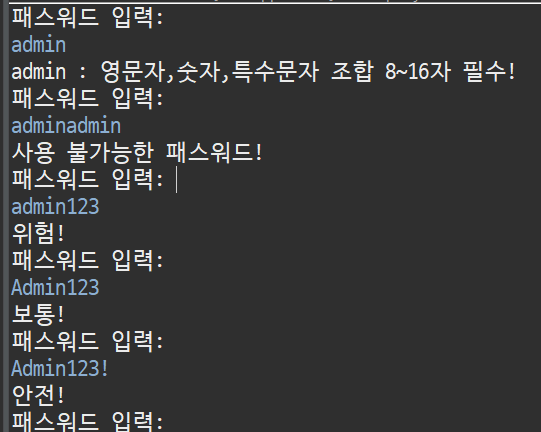 패스워드 입력:
admin
admin : 영문자,숫자,특수문자 조합 8~16자 필수!
패스워드 입력:
adminadmin
사용 불가능한 패스워드!
패스워드 입력:
admin123
위험!
패스워드 입력:
Admin123
보통!
패스워드 입력:
Admin123!
안전!
패스워드 입력: